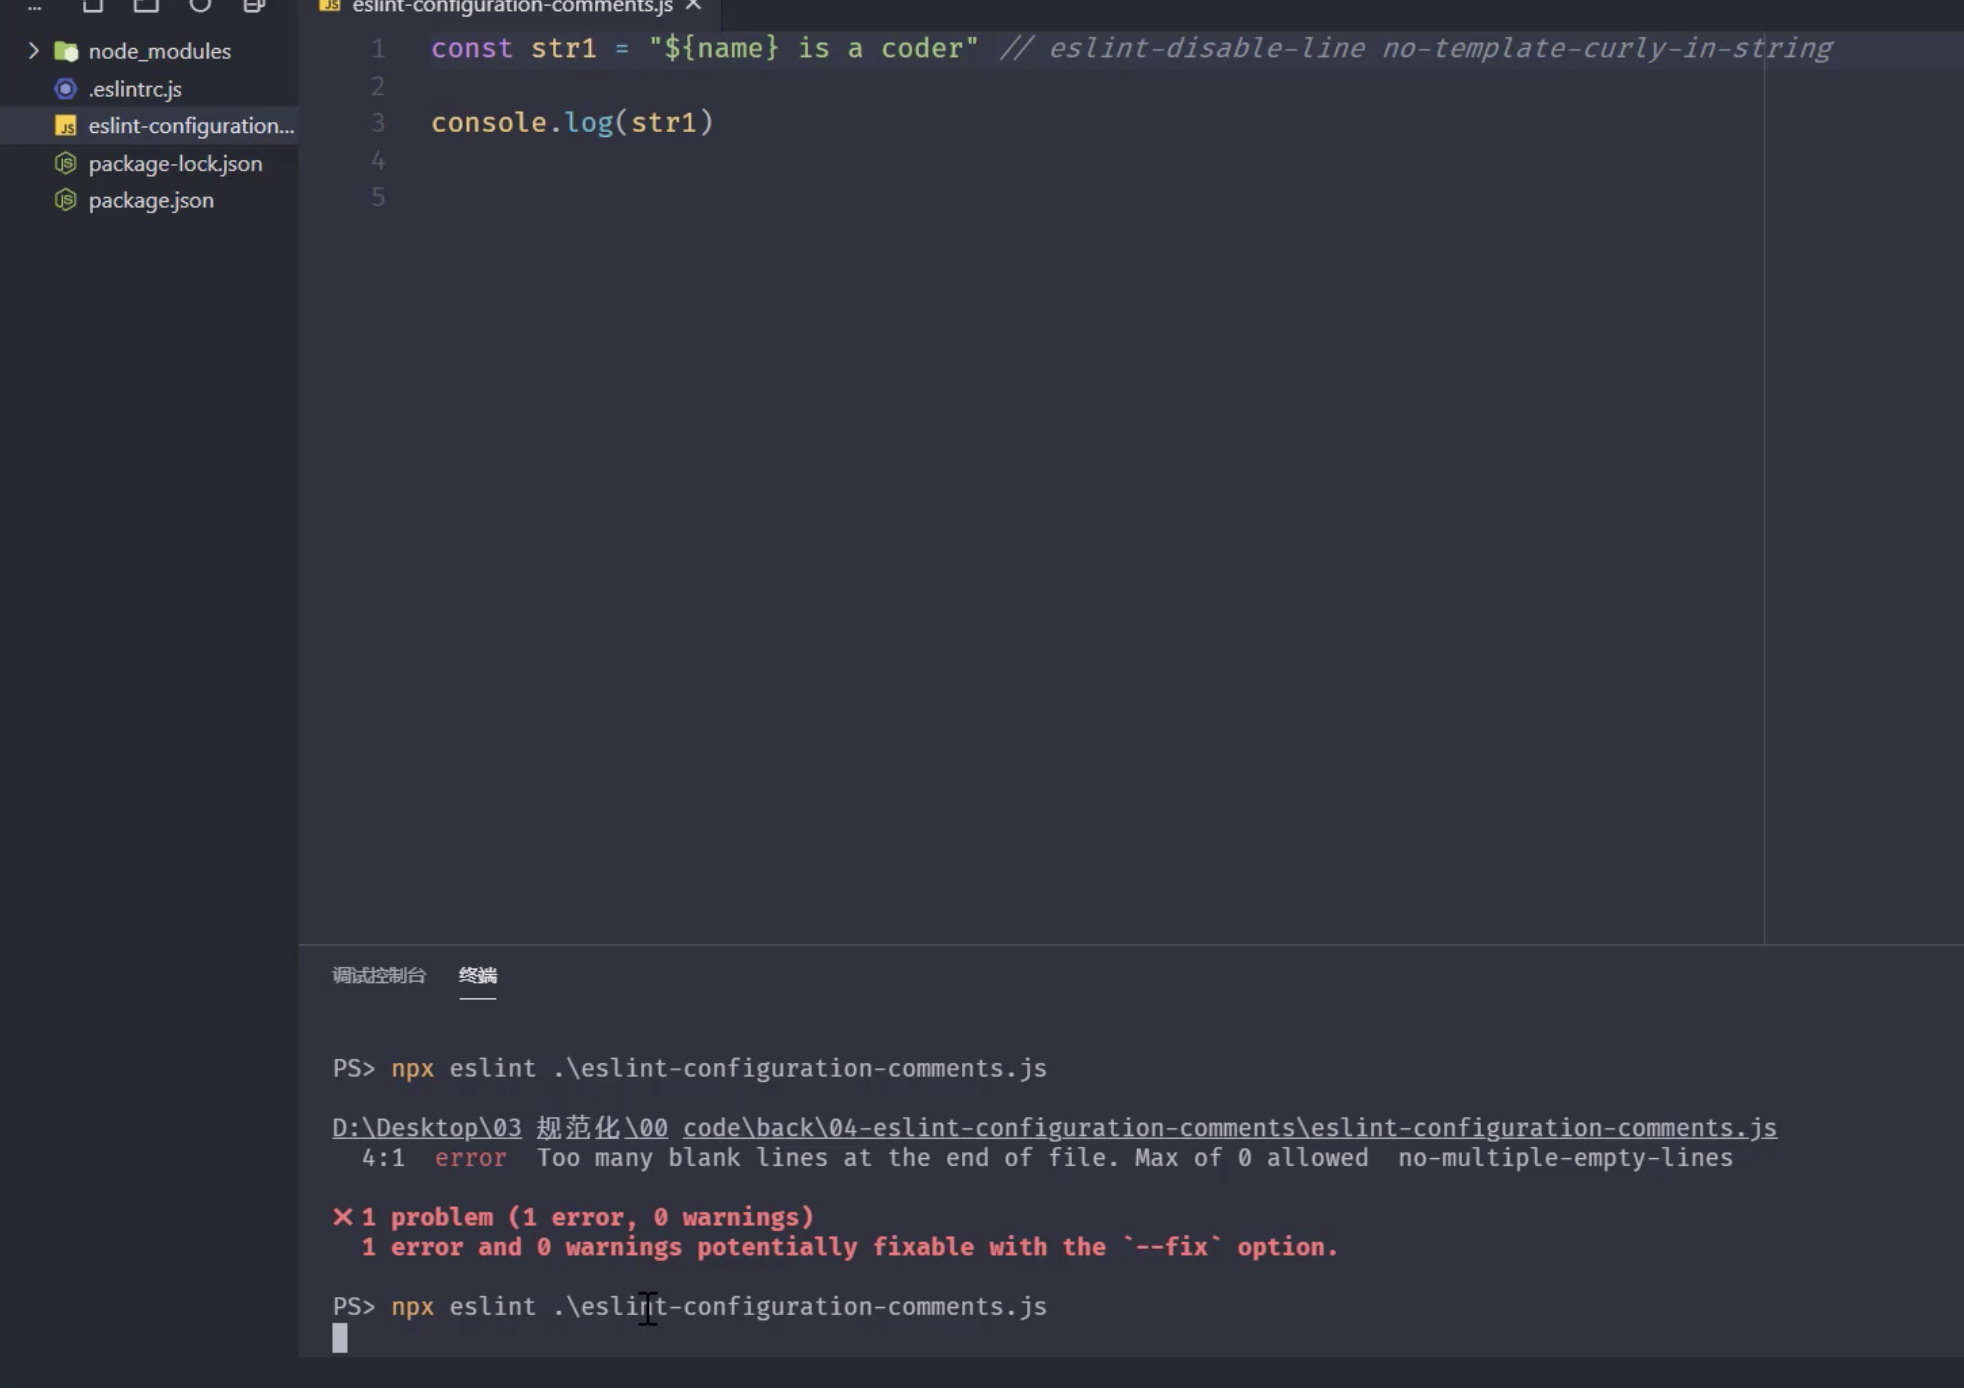 ...
eslint-configuration-comments.js
node_modules
.eslintrc.js
eslint-configuration...
package-lock.json
package.json
1 const str1 = "${name} is a coder" // eslint-disable-line no-template-curly-in-string
2
3 console.log(str1)
4
5
调试控制台 终端
PS> npx eslint .\eslint-configuration-comments.js
D:\Desktop\03 规范化\00 code\back\04-eslint-configuration-comments\eslint-configuration-comments.js
4:1 error Too many blank lines at the end of file. Max of 0 allowed no-multiple-empty-lines
✕ 1 problem (1 error, 0 warnings)
1 error and 0 warnings potentially fixable with the `--fix` option.
PS> npx eslint .\eslint-configuration-comments.js